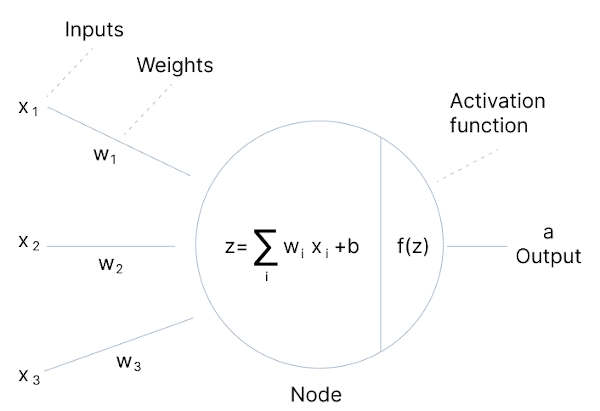 Inputs
Weights
Activation
function
x₁
w₁
x₂
w₂
z= ∑ᵢ wᵢ xᵢ +b
f(z)
a
Output
x₃
w₃
Node